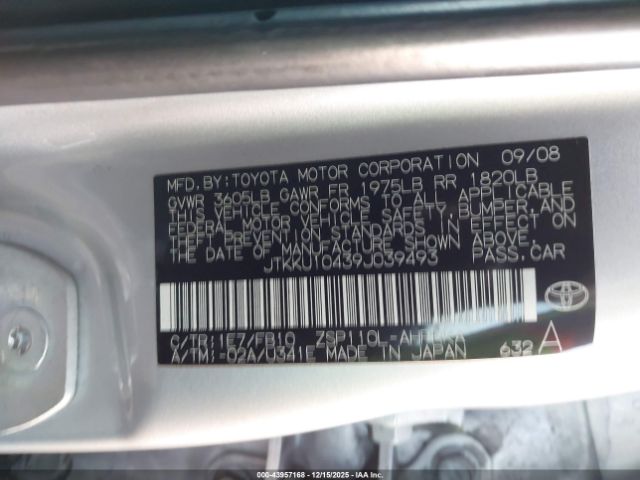 MFD.BY:TOYOTA MOTOR CORPORATION 09/08
GVWR 3605LB GAWR FR 1975LB RR 1820LB
THIS VEHICLE CONFORMS TO ALL APPLICABLE
FEDERAL MOTOR VEHICLE SAFETY, BUMPER, AND
THEFT PREVENTION STANDARDS IN EFFECT ON
THE DATE OF MANUFACTURE SHOWN ABOVE.
JTKKU10439J039493 PASS.CAR
C/TR:1E7/FB10 ZSP110L-
A/TM:-02A/U341E MADE IN JAPAN 632 A
000-43957168 - 12/15/2025 - IAA Inc.